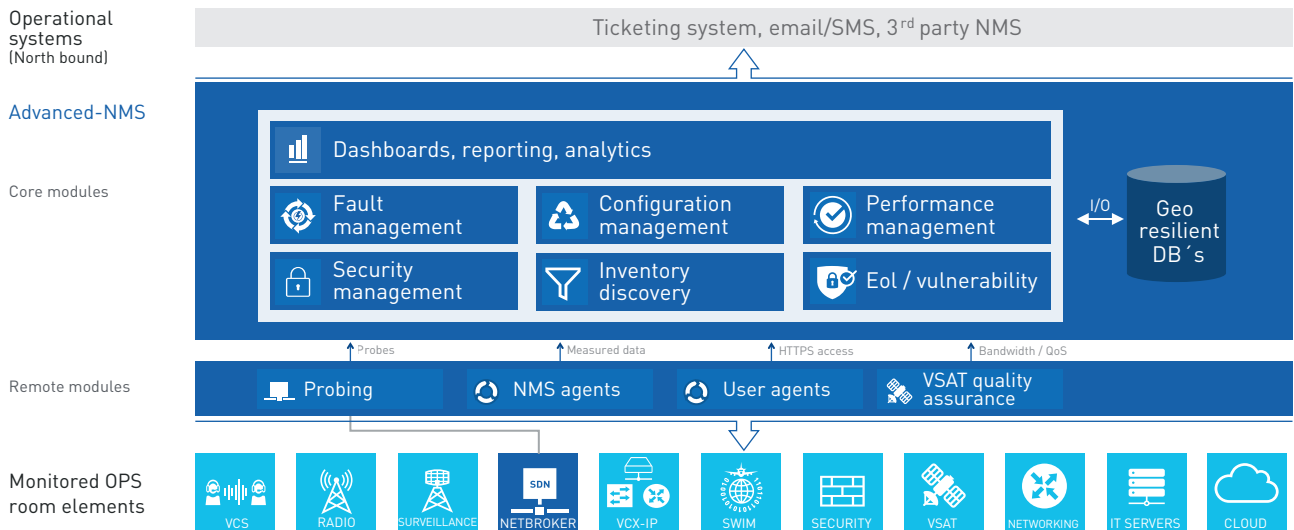 Operational
systems
(North bound)
Ticketing system, email/SMS, 3rd party NMS
Advanced-NMS
Core modules
Dashboards, reporting, analytics
Fault
management
Configuration
management
Performance
management
Security
management
Inventory
discovery
Eol / vulnerability
I/O
Geo
resilient
DB´s
Probes
Measured data
HTTPS access
Bandwidth / QoS
Remote modules
Probing
NMS agents
User agents
VSAT quality
assurance
Monitored OPS
room elements
VCS
RADIO
SURVEILLANCE
SDN
NETBROKER
VCX-IP
SWIM
SECURITY
VSAT
NETWORKING
IT SERVERS
CLOUD